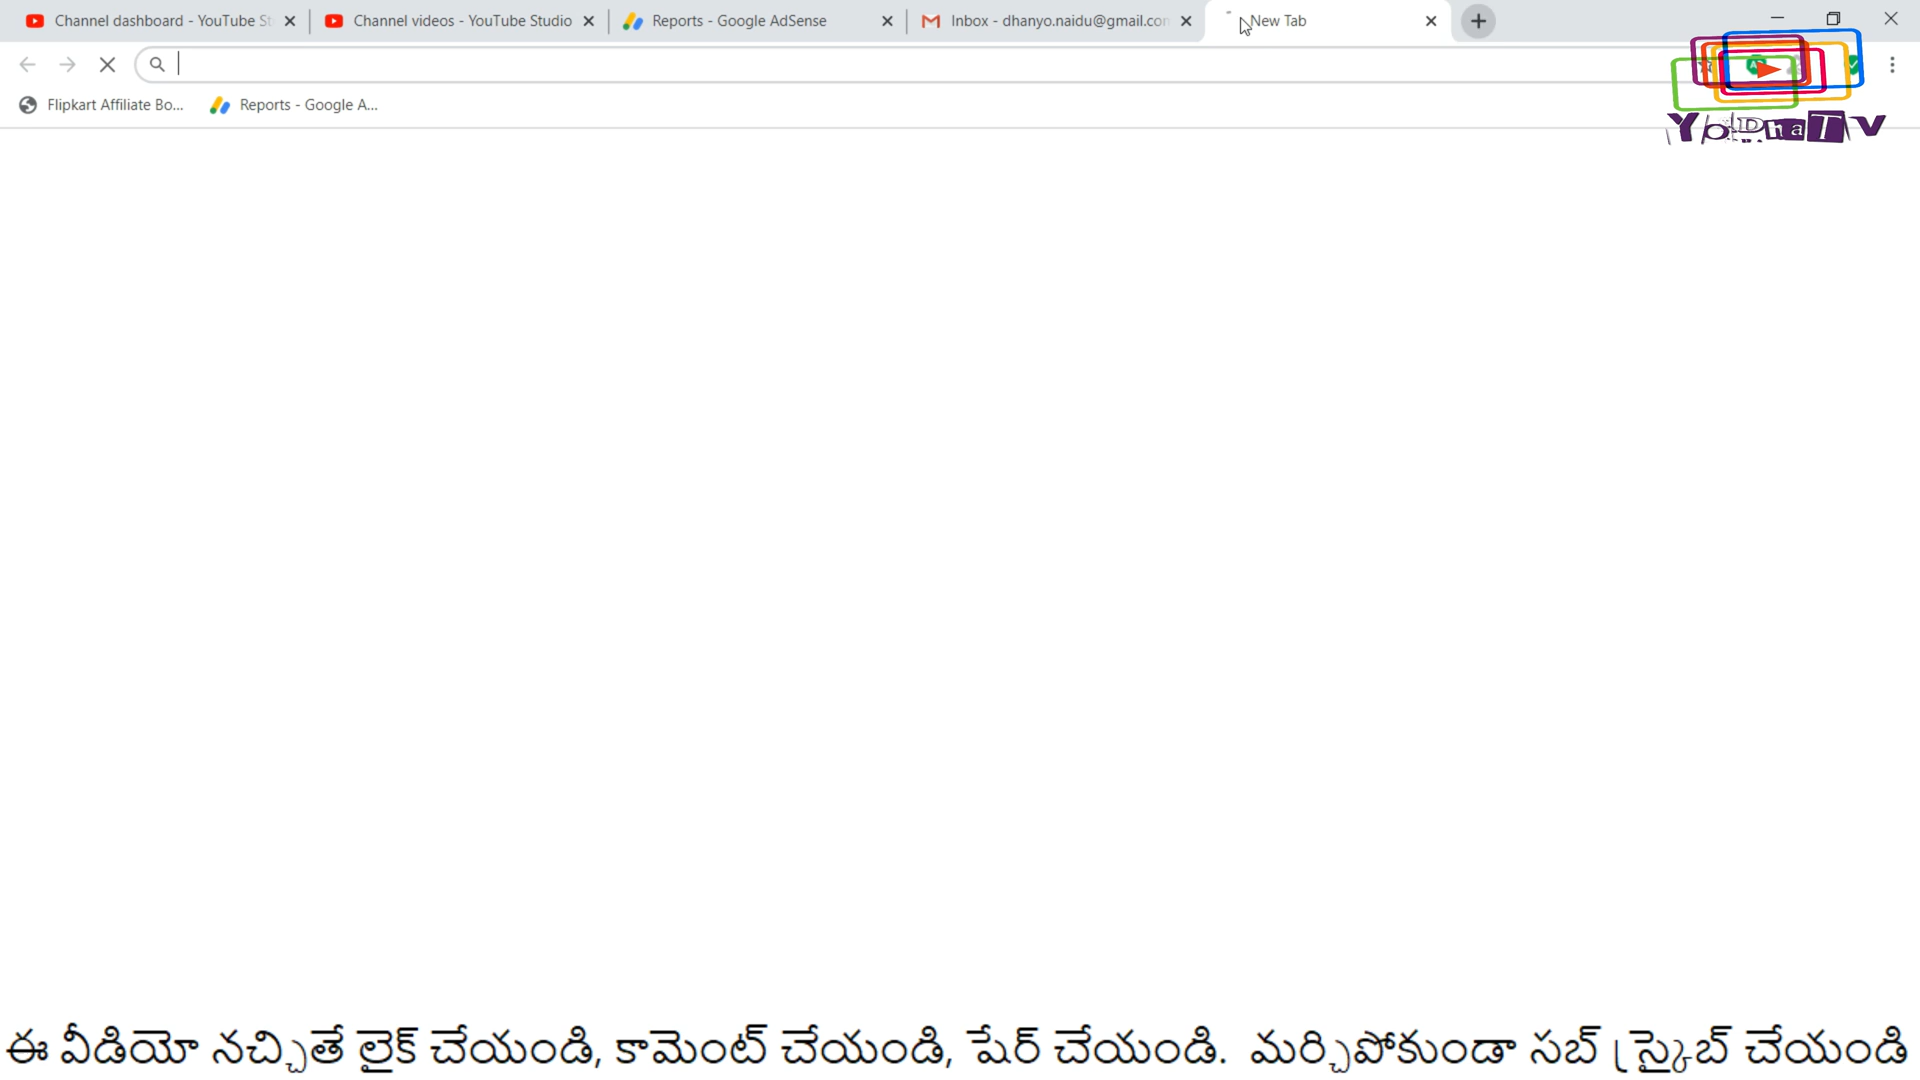 Channel dashboard - YouTube St
Channel videos - YouTube Studio
Reports - Google AdSense
Inbox - dhanyo.naidu@gmail.con
New Tab
Flipkart Affiliate Bo...
Reports - Google A...
YoDhaTV
ఈ వీడియో నచ్చితే లైక్ చేయండి, కామెంట్ చేయండి, షేర్ చేయండి. మర్చిపోకుండా సబ్ స్క్రైబ్ చేయండి